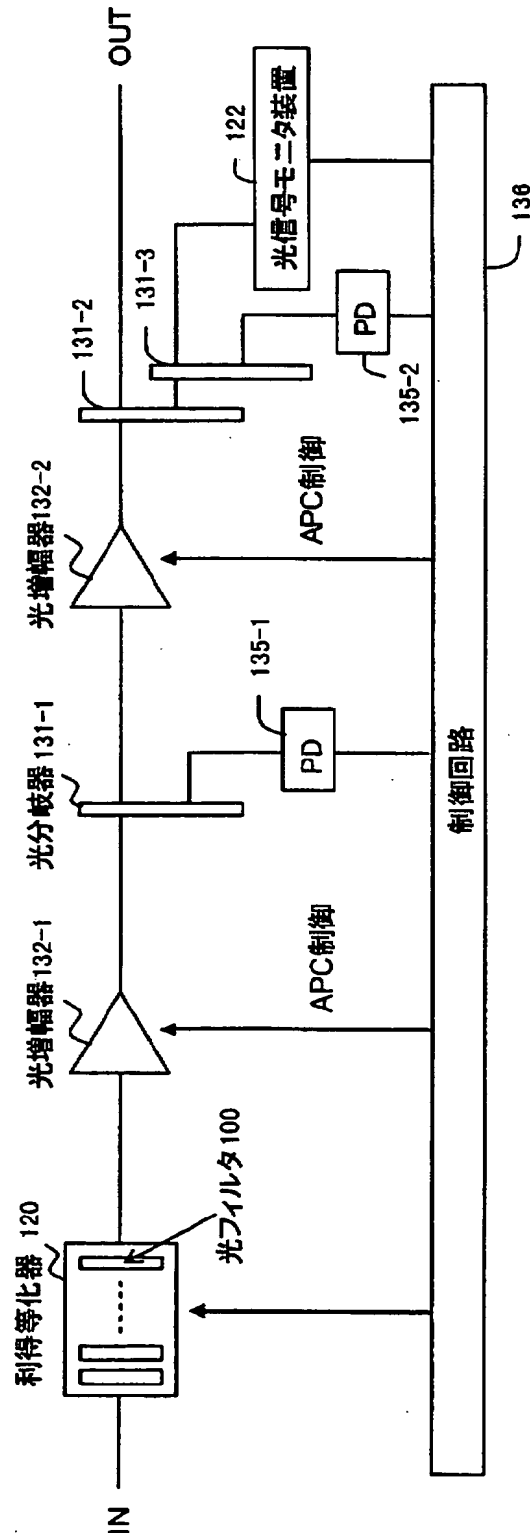 IN
利得等化器 120
光フィルタ100
光増幅器132-1
APC制御
光分岐器131-1
135-1
PD
光増幅器132-2
APC制御
131-2
131-3
PD
135-2
122
光信号モニタ装置
OUT
制御回路
136